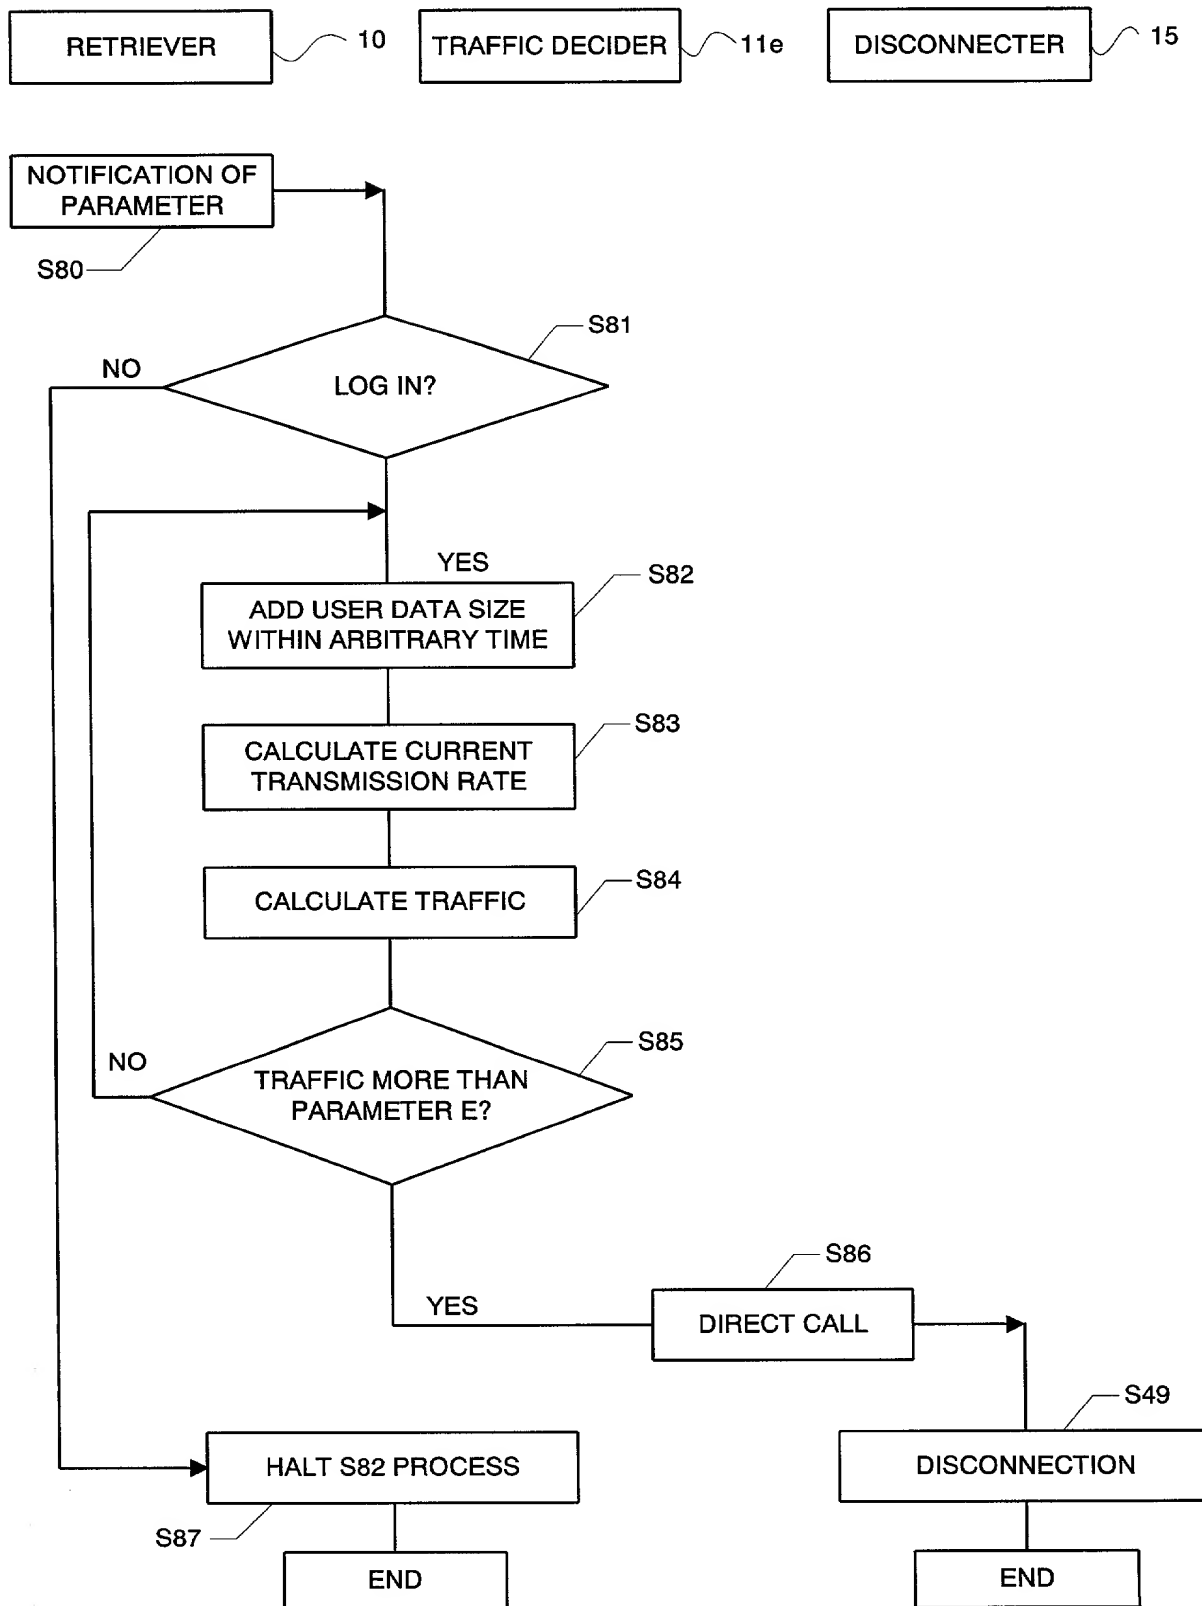 RETRIEVER
10
TRAFFIC DECIDER
11e
DISCONNECTER
15
NOTIFICATION OF
PARAMETER
S80
S81
NO
LOG IN?
YES
S82
ADD USER DATA SIZE
WITHIN ARBITRARY TIME
S83
CALCULATE CURRENT
TRANSMISSION RATE
S84
CALCULATE TRAFFIC
S85
NO
TRAFFIC MORE THAN
PARAMETER E?
S86
YES
DIRECT CALL
S49
HALT S82 PROCESS
DISCONNECTION
S87
END
END